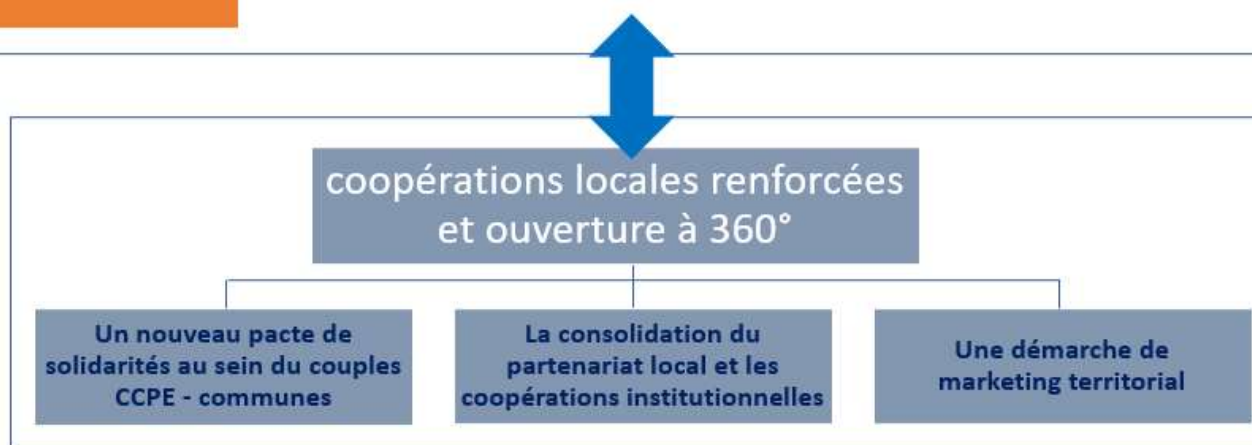 coopérations locales renforcées
et ouverture à 360°
Un nouveau pacte de
solidarités au sein du couples
CCPE - communes
La consolidation du
partenariat local et les
coopérations institutionnelles
Une démarche de
marketing territorial